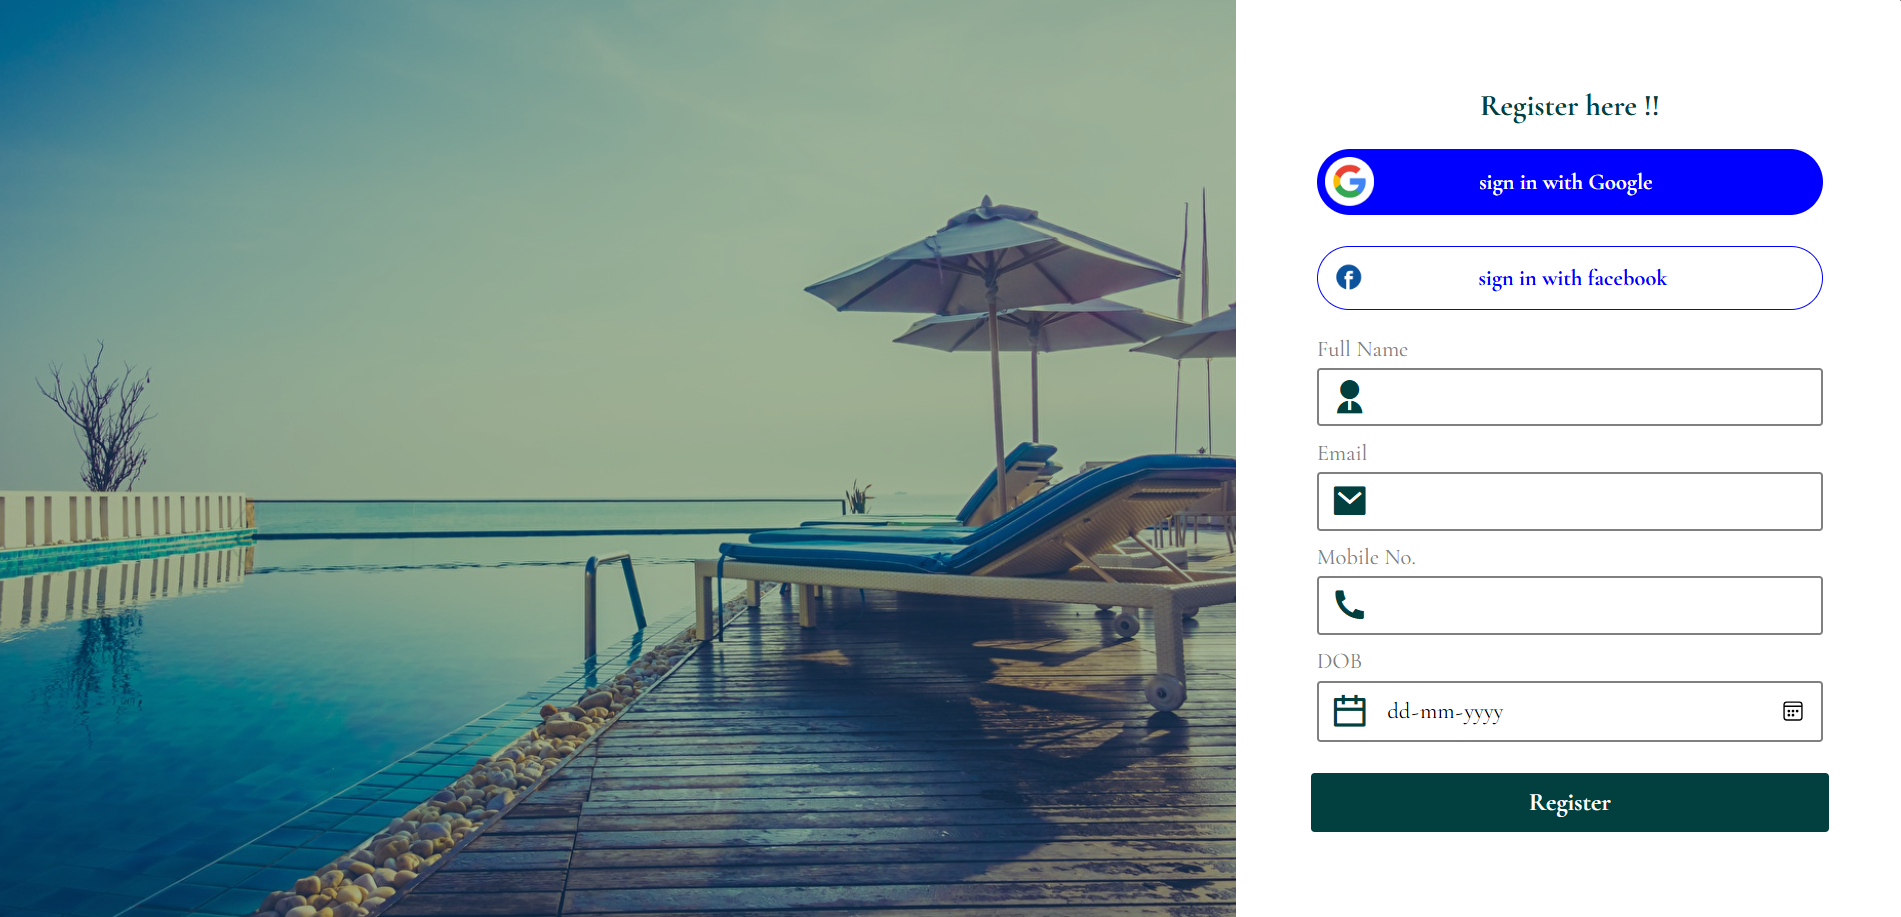 Register here !!
sign in with Google
sign in with facebook
Full Name
Email
Mobile No.
DOB
dd-mm-yyyy
Register